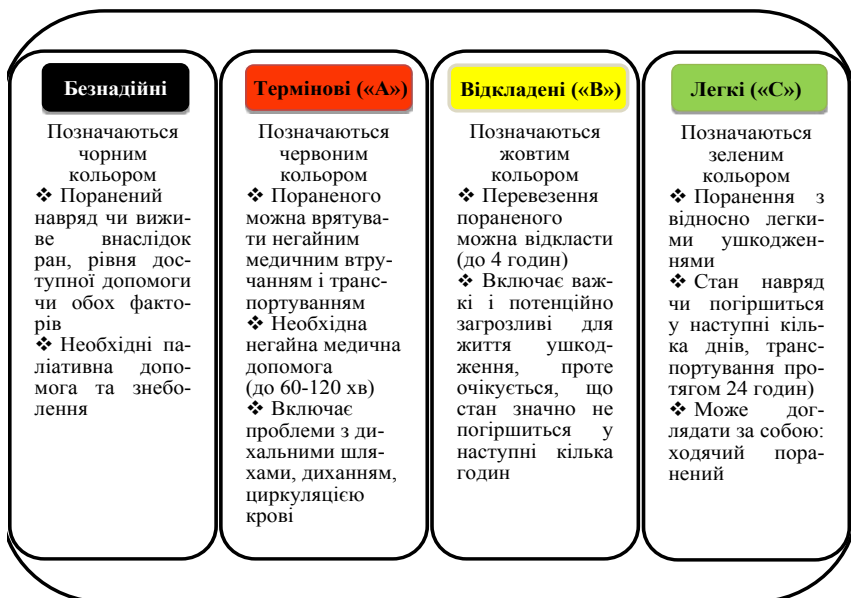 Безнадійні
Позначаються
чорним
кольором
❖ Поранений
навряд чи вижи-
ве внаслідок
ран, рівня дос-
тупної допомоги
чи обох факто-
рів
❖ Необхідні па-
ліативна допо-
мога та знебо-
лення
Термінові («А»)
Позначаються
червоним
кольором
❖ Пораненого
можна врятува-
ти негайним
медичним втру-
чанням і транс-
портуванням
❖ Необхідна
негайна медична
допомога
(до 60-120 хв)
❖ Включає
проблеми з ди-
хальними шля-
хами, диханням,
циркуляцією
крові
Відкладені («В»)
Позначаються
жовтим
кольором
❖ Перевезення
пораненого
можна відкласти
(до 4 годин)
❖ Включає важ-
кі і потенційно
загрозливі для
життя ушкод-
ження, проте
очікується, що
стан значно не
погіршиться у
наступні кілька
годин
Легкі («С»)
Позначаються
зеленим
кольором
❖ Поранення з
відносно легки-
ми ушкоджен-
нями
❖ Стан навряд
чи погіршиться
у наступні кіль-
ка днів, транс-
портування про-
тягом 24 годин)
❖ Може дог-
лядати за собою:
ходячий пора-
нений